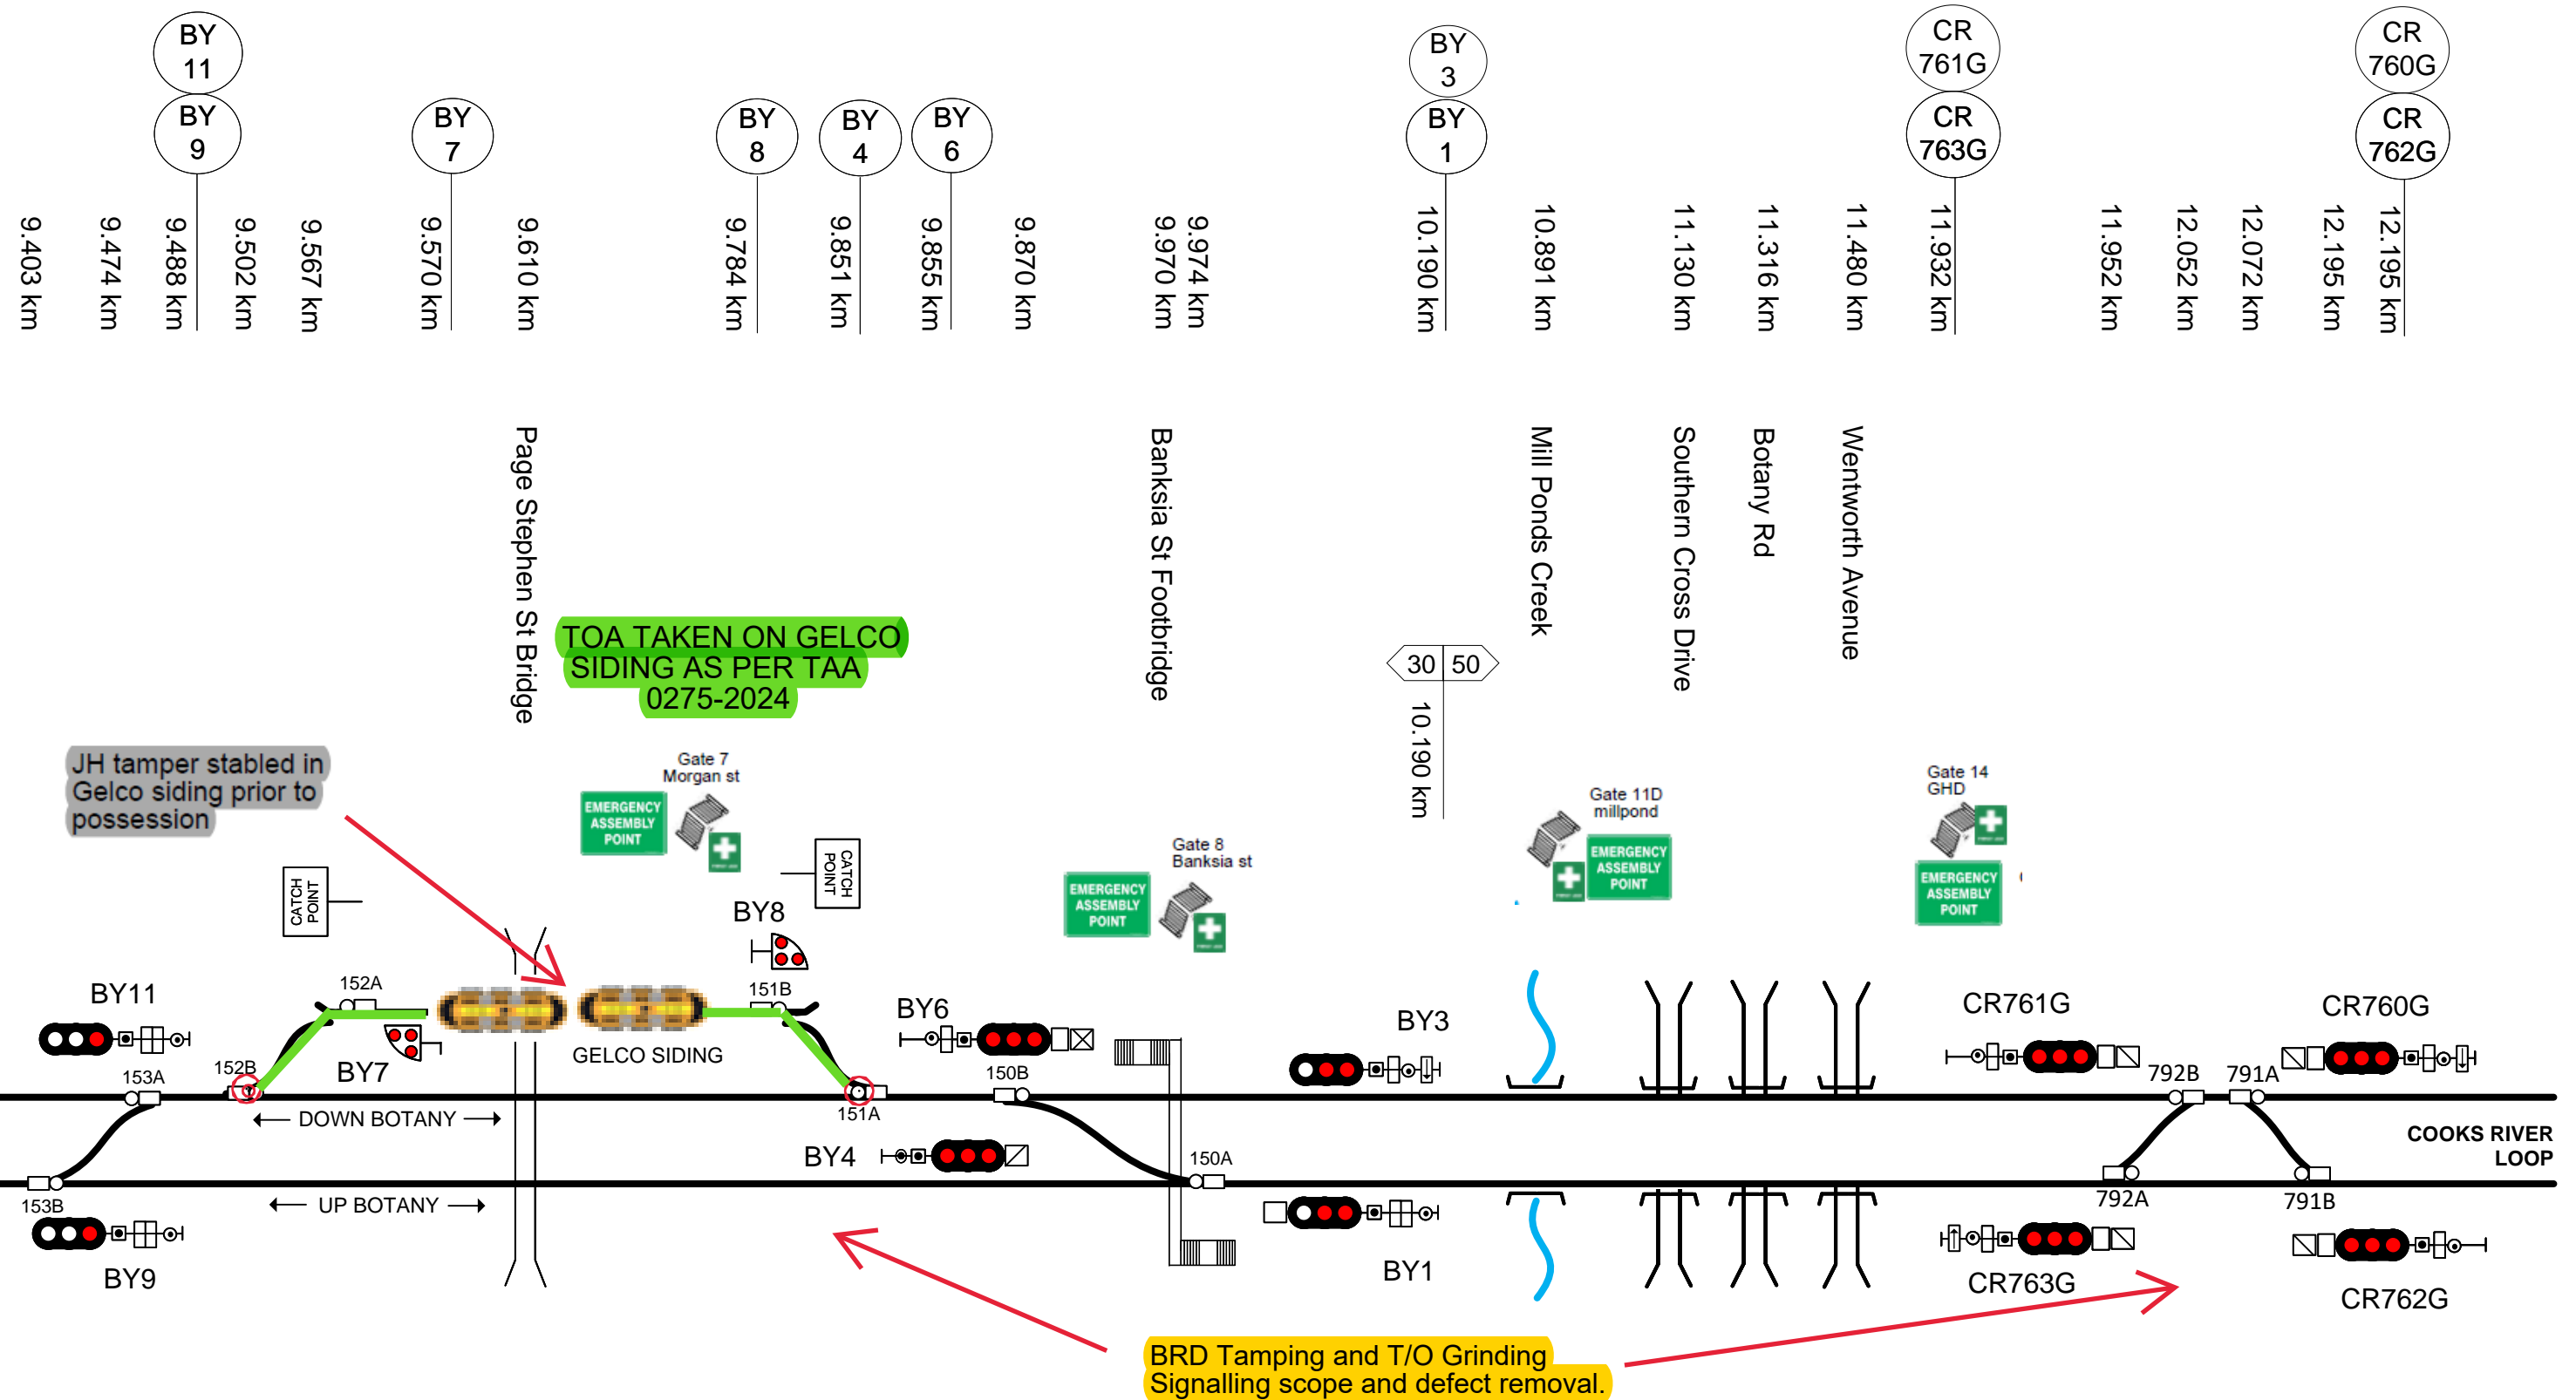 BY
11
BY
9
BY
7
BY
8
BY
4
BY
6
BY
3
BY
1
CR
761G
CR
763G
CR
760G
CR
762G
9.403 km
9.474 km
9.488 km
9.502 km
9.567 km
9.570 km
9.610 km
9.784 km
9.851 km
9.855 km
9.870 km
9.970 km
9.974 km
10.190 km
10.891 km
11.130 km
11.316 km
11.480 km
11.932 km
11.952 km
12.052 km
12.072 km
12.195 km
12.195 km
Page Stephen St Bridge
Banksia St Footbridge
Mill Ponds Creek
Southern Cross Drive
Botany Rd
Wentworth Avenue
TOA TAKEN ON GELCO
SIDING AS PER TAA
0275-2024
30 50
10.190 km
JH tamper stabled in
Gelco siding prior to
possession
Gate 7
Morgan st
EMERGENCY
ASSEMBLY
POINT
Gate 8
Banksia st
EMERGENCY
ASSEMBLY
POINT
Gate 11D
millpond
EMERGENCY
ASSEMBLY
POINT
Gate 14
GHD
EMERGENCY
ASSEMBLY
POINT
CATCH
POINT
CATCH
POINT
BY8
BY11
152A
151B
BY6
BY3
CR761G
CR760G
GELCO SIDING
153A
152B
BY7
150B
792B
791A
DOWN BOTANY
151A
COOKS RIVER
LOOP
BY4
150A
153B
UP BOTANY
792A
791B
BY9
BY1
CR763G
CR762G
BRD Tamping and T/O Grinding
Signalling scope and defect removal.